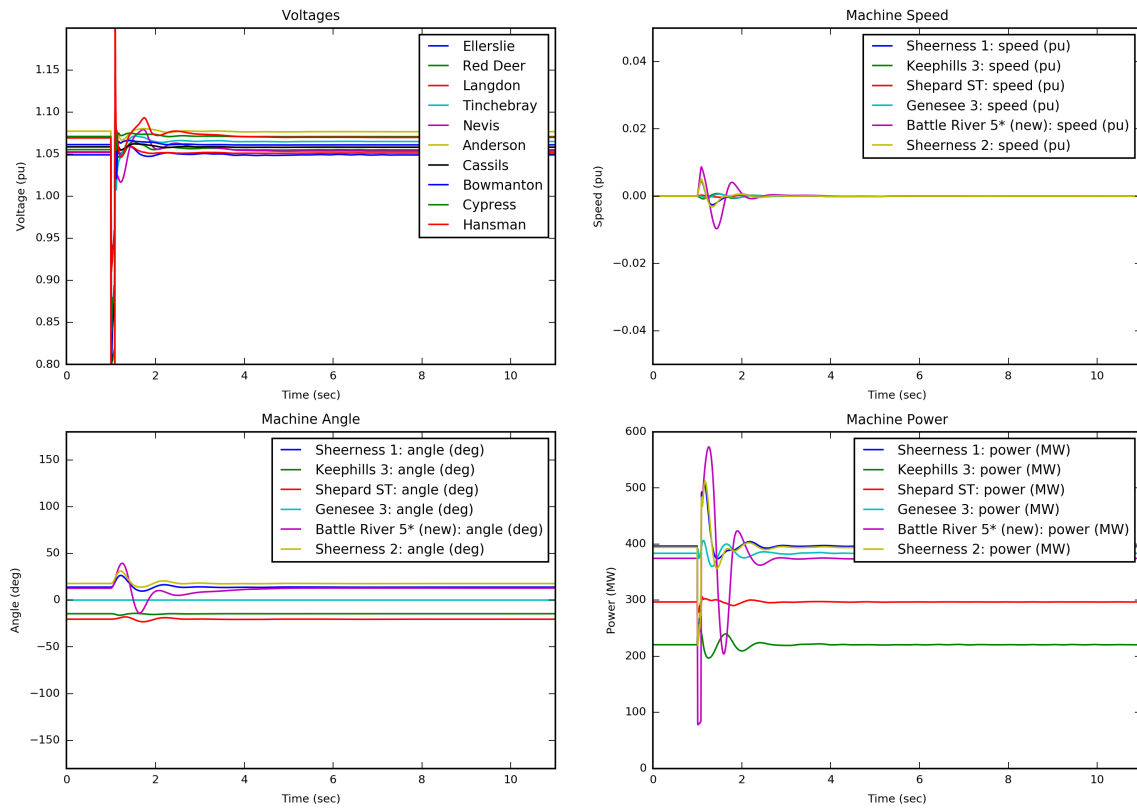 Voltages
Voltage (pu)
1.15
1.10
1.05
1.00
0.95
0.90
0.85
0.80
0 2 4 6 8 10
Time (sec)
Ellerslie
Red Deer
Langdon
Tinchebray
Nevis
Anderson
Cassils
Bowmanton
Cypress
Hansman
Machine Speed
Speed (pu)
0.04
0.02
0.00
−0.02
−0.04
0 2 4 6 8 10
Time (sec)
Sheerness 1: speed (pu)
Keephills 3: speed (pu)
Shepard ST: speed (pu)
Genesee 3: speed (pu)
Battle River 5* (new): speed (pu)
Sheerness 2: speed (pu)
Machine Angle
Angle (deg)
150
100
50
0
−50
−100
−150
0 2 4 6 8 10
Time (sec)
Sheerness 1: angle (deg)
Keephills 3: angle (deg)
Shepard ST: angle (deg)
Genesee 3: angle (deg)
Battle River 5* (new): angle (deg)
Sheerness 2: angle (deg)
Machine Power
Power (MW)
600
500
400
300
200
100
0
0 2 4 6 8 10
Time (sec)
Sheerness 1: power (MW)
Keephills 3: power (MW)
Shepard ST: power (MW)
Genesee 3: power (MW)
Battle River 5* (new): power (MW)
Sheerness 2: power (MW)